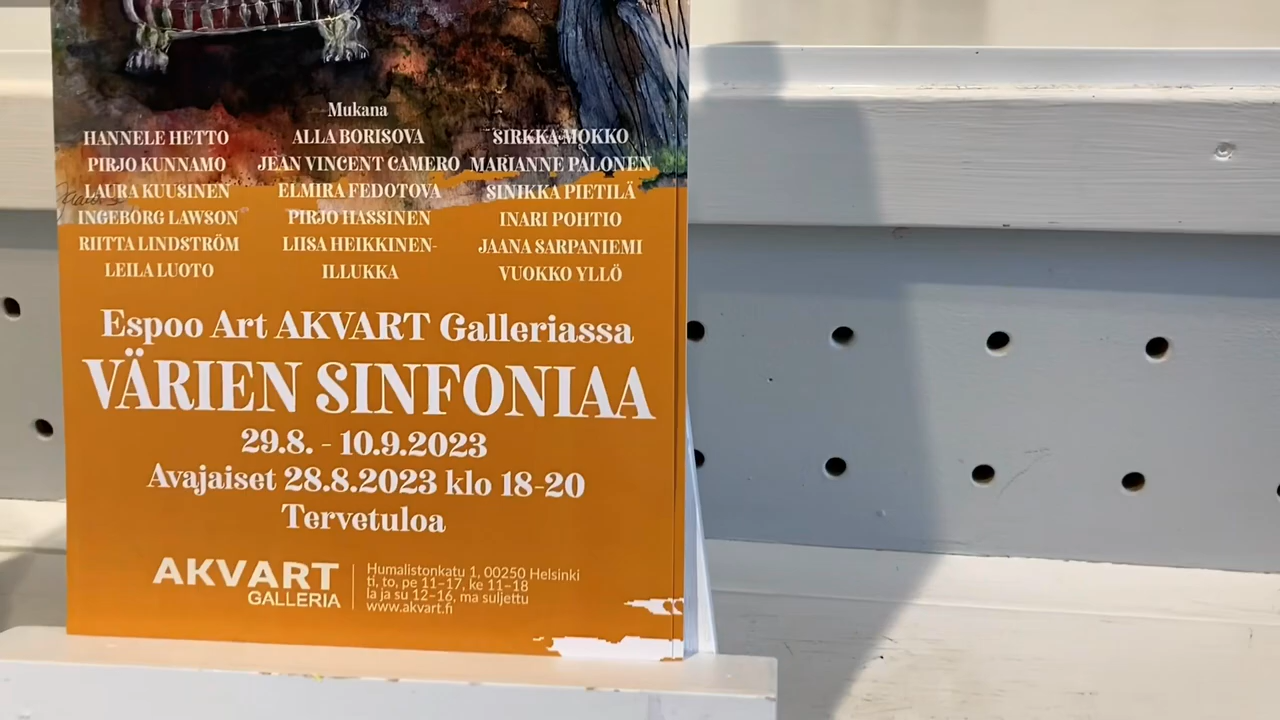 Mukana
HANNELE HETTO
PIRJO KUNNAMO
LAURA KUUSINEN
INGEBORG LAWSON
RIITTA LINDSTRÖM
LEILA LUOTO
ALLA BORISOVA
JEAN VINCENT CAMERO
ELMIRA FEDOTOVA
PIRJO HASSINEN
LIISA HEIKKINEN-
ILLUKKA
SIRKKA MOKKO
MARIANNE PALONEN
SINIKKA PIETILÄ
INARI POHTIO
JAANA SARPANIEMI
VUOKKO YLLÖ
Espoo Art AKVART Galleriassa
VÄRIEN SINFONIAA
29.8. - 10.9.2023
Avajaiset 28.8.2023 klo 18-20
Tervetuloa
AKVART
GALLERIA
Humalistonkatu 1, 00250 Helsinki
ti, to, pe 11-17, ke 11-18
la ja su 12-16, ma suljettu
www.akvart.fi